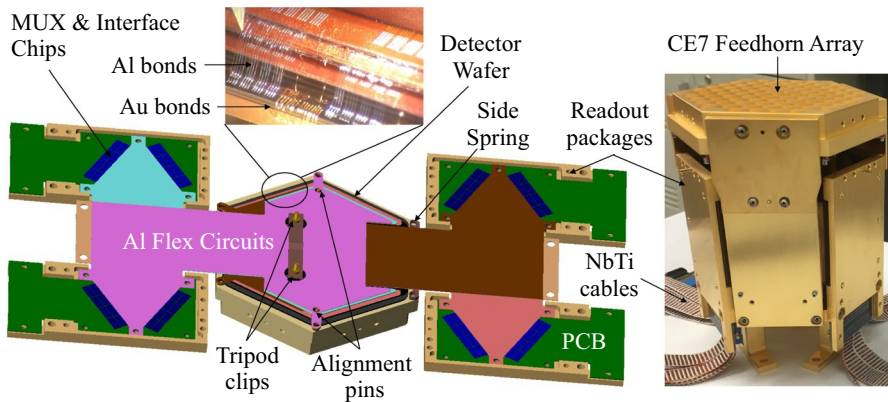 MUX & Interface
Chips
Al bonds
Au bonds
Detector
Wafer
Side
Spring
CE7 Feedhorn Array
Readout
packages
Al Flex Circuits
NbTi
cables
PCB
Tripod
clips
Alignment
pins